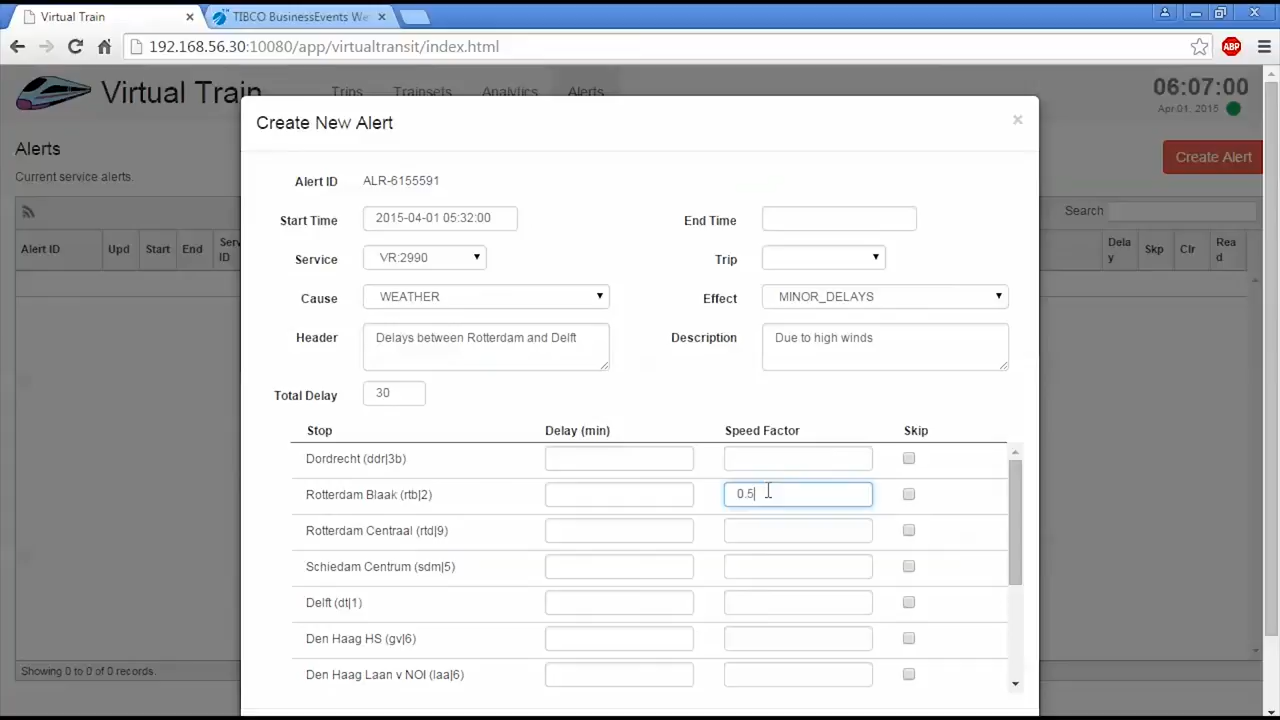 Virtual Train
TIBCO BusinessEvents We
192.168.56.30:10080/app/virtualtransit/index.html
ABP
Virtual Train
Trips Trainsets Analytics Alerts
06:07:00
Apr.01, 2015
Alerts
Current service alerts.
Create Alert
Search
Alert ID Upd Start End Serv ID Delay Skp Clr Read
Showing 0 to 0 of 0 records.
Create New Alert ×
Alert ID ALR-6155591
Start Time 2015-04-01 05:32:00 End Time
Service VR:2990 Trip
Cause WEATHER Effect MINOR_DELAYS
Header Delays between Rotterdam and Delft Description Due to high winds
Total Delay 30
Stop Delay (min) Speed Factor Skip
Dordrecht (ddr|3b)
Rotterdam Blaak (rtb|2) 0.5
Rotterdam Centraal (rtd|9)
Schiedam Centrum (sdm|5)
Delft (dt|1)
Den Haag HS (gv|6)
Den Haag Laan v NOI (laa|6)